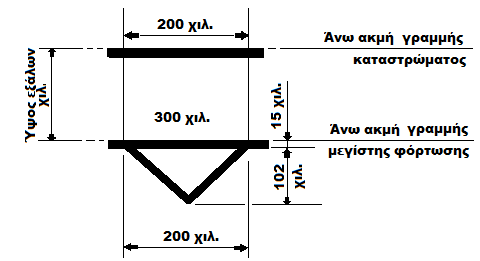 200 χιλ.
Άνω ακμή γραμμής
καταστρώματος
Ύψος εξάλων
χιλ.
300 χιλ.
15 χιλ.
Άνω ακμή γραμμής
μεγίστης φόρτωσης
102
χιλ.
200 χιλ.